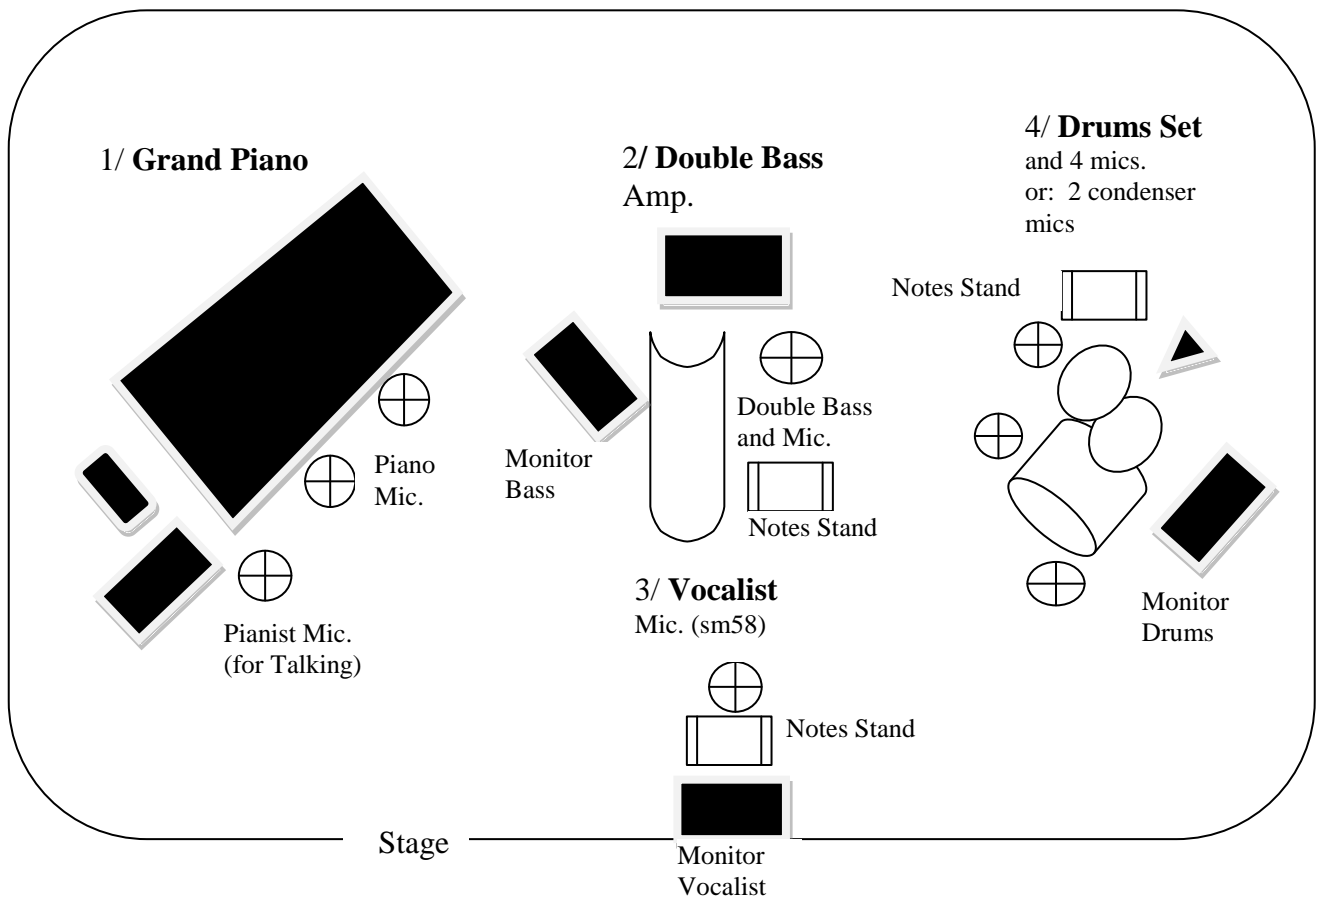 1/ Grand Piano
2/ Double Bass
Amp.
4/ Drums Set
and 4 mics.
or:  2 condenser
mics
Notes Stand
Piano
Mic.
Monitor
Bass
Double Bass
and Mic.
Notes Stand
3/ Vocalist
Mic. (sm58)
Pianist Mic.
(for Talking)
Monitor
Drums
Notes Stand
Stage
Monitor
Vocalist